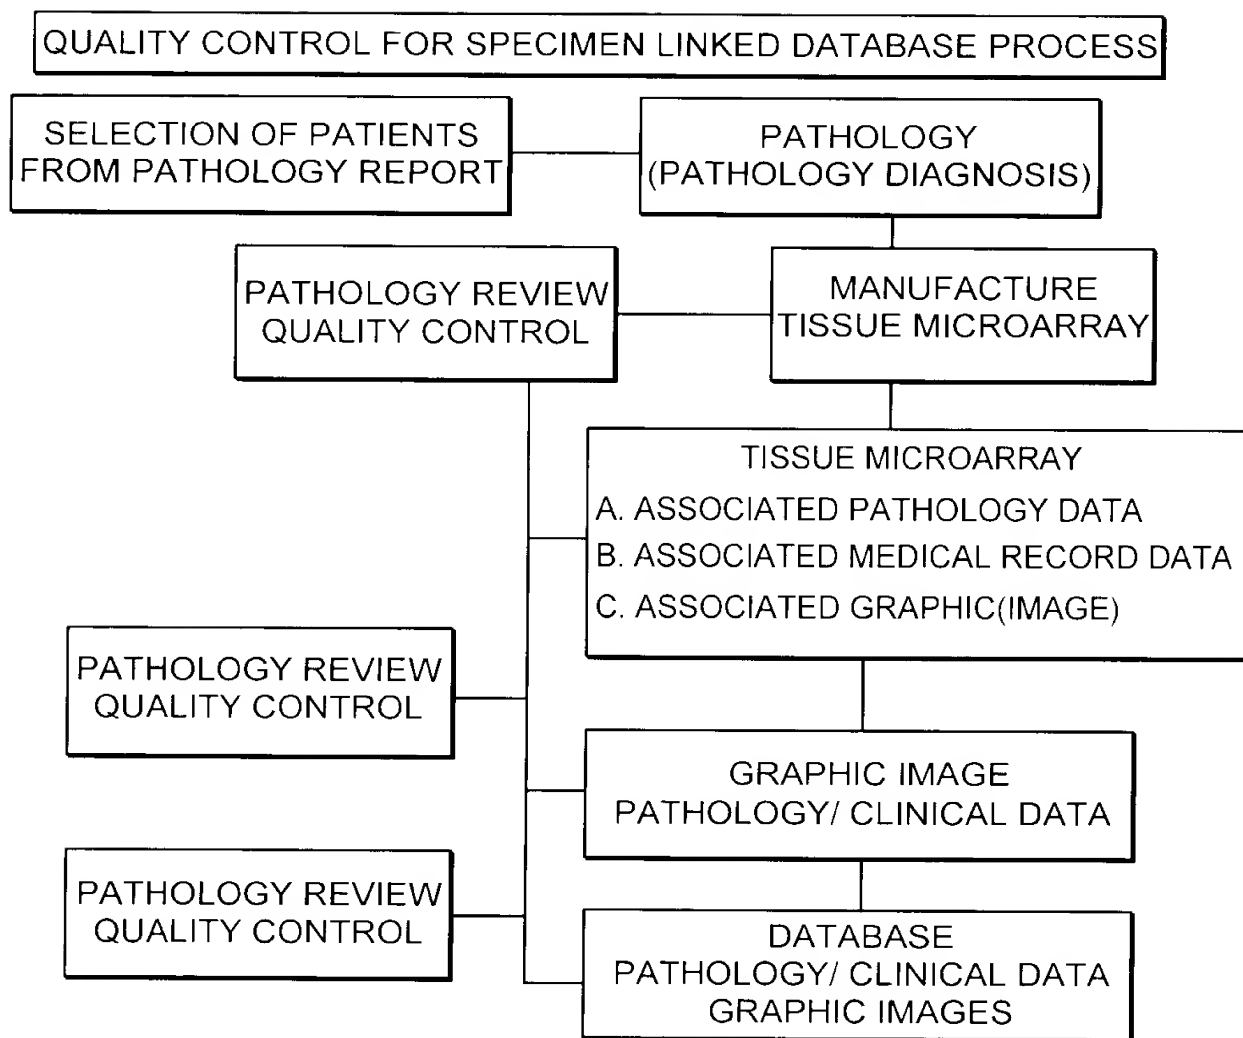 QUALITY CONTROL FOR SPECIMEN LINKED DATABASE PROCESS
SELECTION OF PATIENTS
FROM PATHOLOGY REPORT
PATHOLOGY
(PATHOLOGY DIAGNOSIS)
PATHOLOGY REVIEW
QUALITY CONTROL
MANUFACTURE
TISSUE MICROARRAY
TISSUE MICROARRAY
A. ASSOCIATED PATHOLOGY DATA
B. ASSOCIATED MEDICAL RECORD DATA
C. ASSOCIATED GRAPHIC(IMAGE)
PATHOLOGY REVIEW
QUALITY CONTROL
GRAPHIC IMAGE
PATHOLOGY/ CLINICAL DATA
PATHOLOGY REVIEW
QUALITY CONTROL
DATABASE
PATHOLOGY/ CLINICAL DATA
GRAPHIC IMAGES